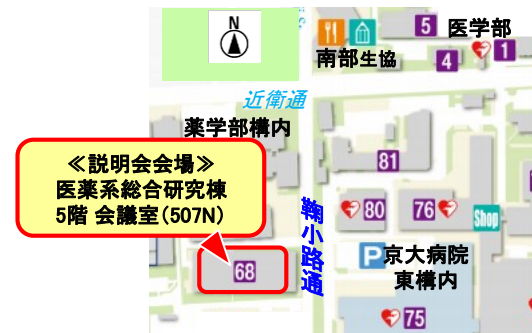 N
5
医学部
南部生協
4
1
近衛通
薬学部構内
≪説明会会場≫
医薬系総合研究棟
5階 会議室(507N)
81
80
76
Shop
鞠小路通
68
P
京大病院
東構内
75